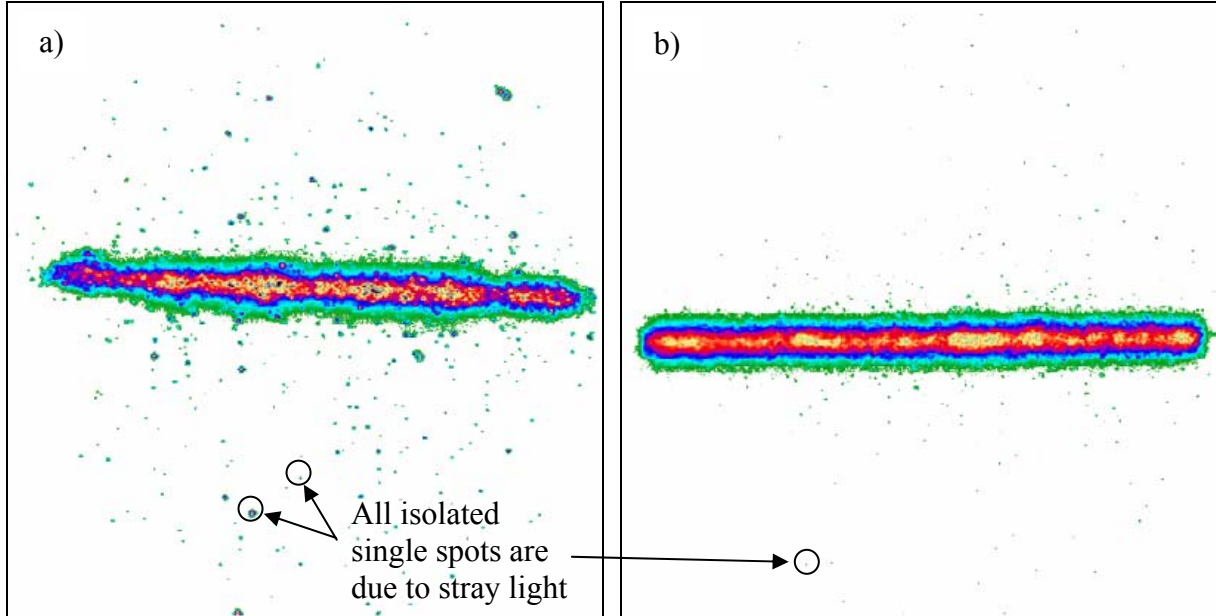 a)
b)
All isolated
single spots are
due to stray light